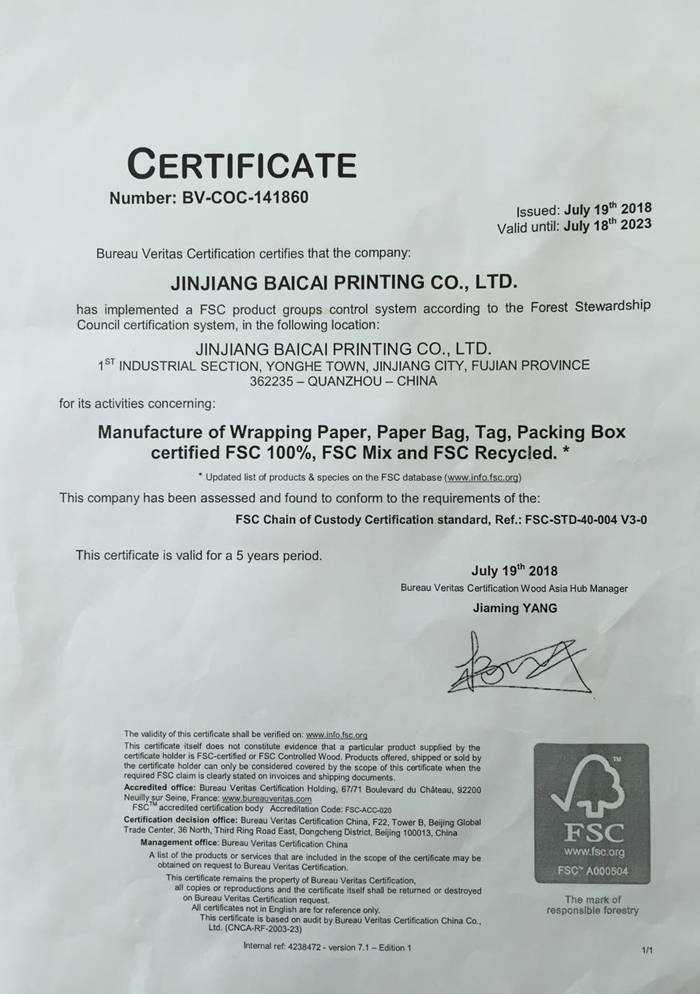 CERTIFICATE
Number: BV-COC-141860
Issued: July 19th 2018
Valid until: July 18th 2023
Bureau Veritas Certification certifies that the company:
JINJIANG BAICAI PRINTING CO., LTD.
has implemented a FSC product groups control system according to the Forest Stewardship
Council certification system, in the following location:
JINJIANG BAICAI PRINTING CO., LTD.
1ST INDUSTRIAL SECTION, YONGHE TOWN, JINJIANG CITY, FUJIAN PROVINCE
362235 – QUANZHOU – CHINA
for its activities concerning:
Manufacture of Wrapping Paper, Paper Bag, Tag, Packing Box
certified FSC 100%, FSC Mix and FSC Recycled. *
* Updated list of products & species on the FSC database (www.info.fsc.org)
This company has been assessed and found to conform to the requirements of the:
FSC Chain of Custody Certification standard, Ref.: FSC-STD-40-004 V3-0
This certificate is valid for a 5 years period.
July 19th 2018
Bureau Veritas Certification Wood Asia Hub Manager
Jiaming YANG
The validity of this certificate shall be verified on: www.info.fsc.org
This certificate itself does not constitute evidence that a particular product supplied by the
certificate holder is FSC-certified or FSC Controlled Wood. Products offered, shipped or sold by
the certificate holder can only be considered covered by the scope of this certificate when the
required FSC claim is clearly stated on invoices and shipping documents.
Accredited office: Bureau Veritas Certification Holding, 67/71 Boulevard du Château, 92200
Neuilly sur Seine, France: www.bureauveritas.com
FSC™ accredited certification body Accreditation Code: FSC-ACC-020
Certification decision office: Bureau Veritas Certification China, F22, Tower B, Beijing Global
Trade Center, 36 North, Third Ring Road East, Dongcheng District, Beijing 100013, China
Management office: Bureau Veritas Certification China
A list of the products or services that are included in the scope of the certificate may be
obtained on request to Bureau Veritas Certification.
This certificate remains the property of Bureau Veritas Certification,
all copies or reproductions and the certificate itself shall be returned or destroyed
on Bureau Veritas Certification request.
All certificates not in English are for reference only.
This certificate is based on audit by Bureau Veritas Certification China Co.,
Ltd. (CNCA-RF-2003-23)
Internal ref: 4238472 - version 7.1 – Edition 1
TM
FSC
www.fsc.org
FSC™ A000504
The mark of
responsible forestry
1/1